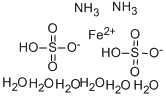 NH₃ NH₃
Fe²⁺
O O
HO-S-O⁻ HO-S-O⁻
O O
H₂O H₂O H₂O H₂O H₂O H₂O